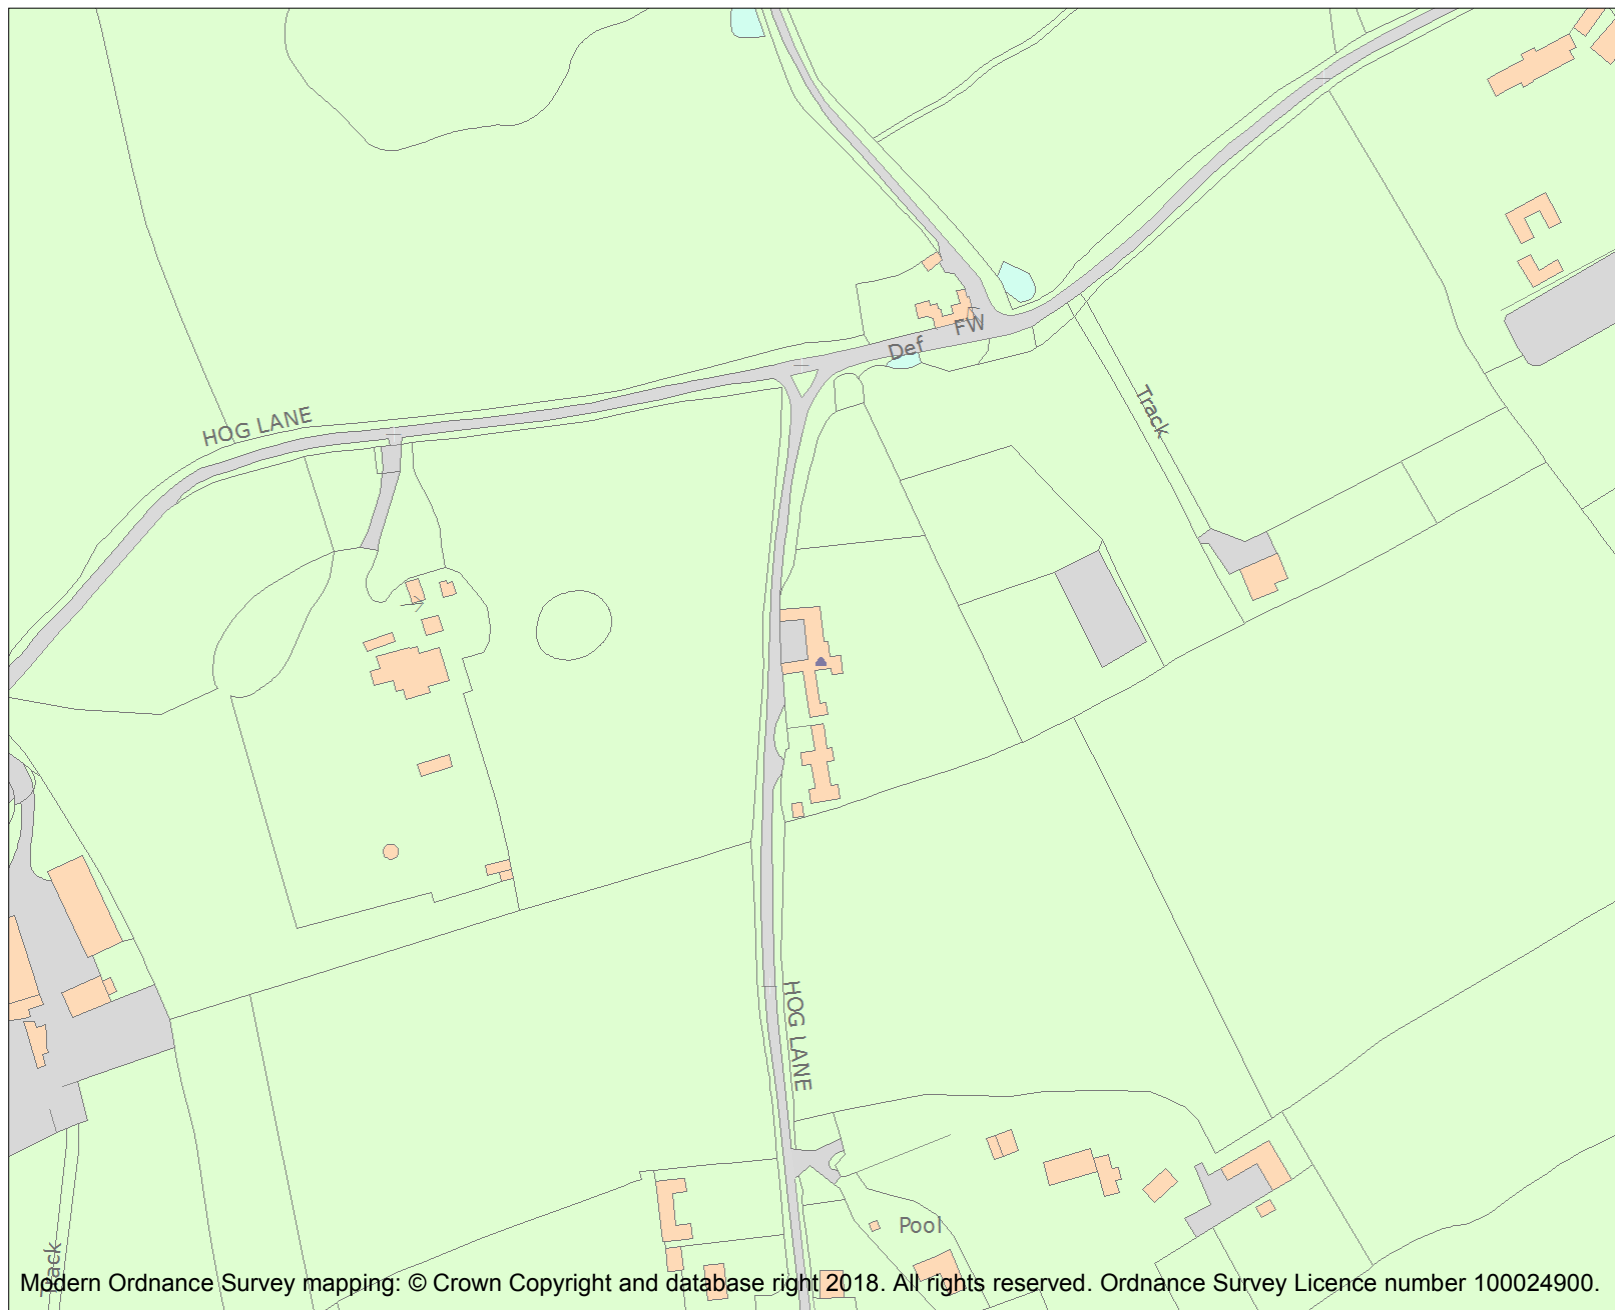 FW
Def
Track
HOG LANE
HOG LANE
Pool
Track
Modern Ordnance Survey mapping: © Crown Copyright and database right 2018. All rights reserved. Ordnance Survey Licence number 100024900.